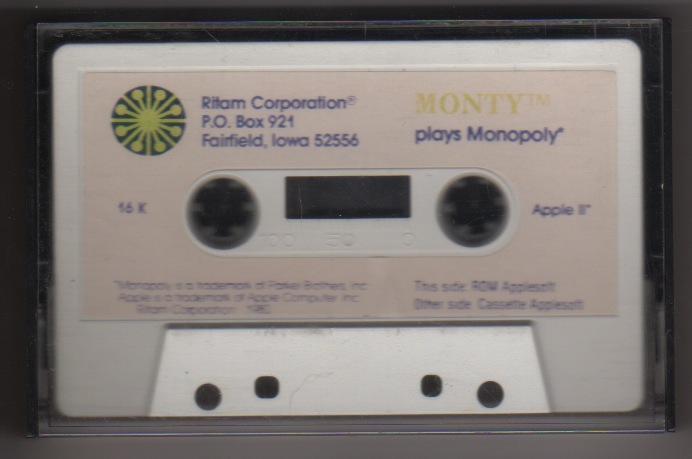 Ritam Corporation®
P.O. Box 921
Fairfield, Iowa 52556
MONTY™
plays Monopoly*
16 K
Apple II*
100 50 0
*Monopoly is a trademark of Parker Brothers, Inc.
Apple is a trademark of Apple Computer Inc.
Ritam Corporation 1980
This side: ROM Applesoft
Other side: Cassette Applesoft